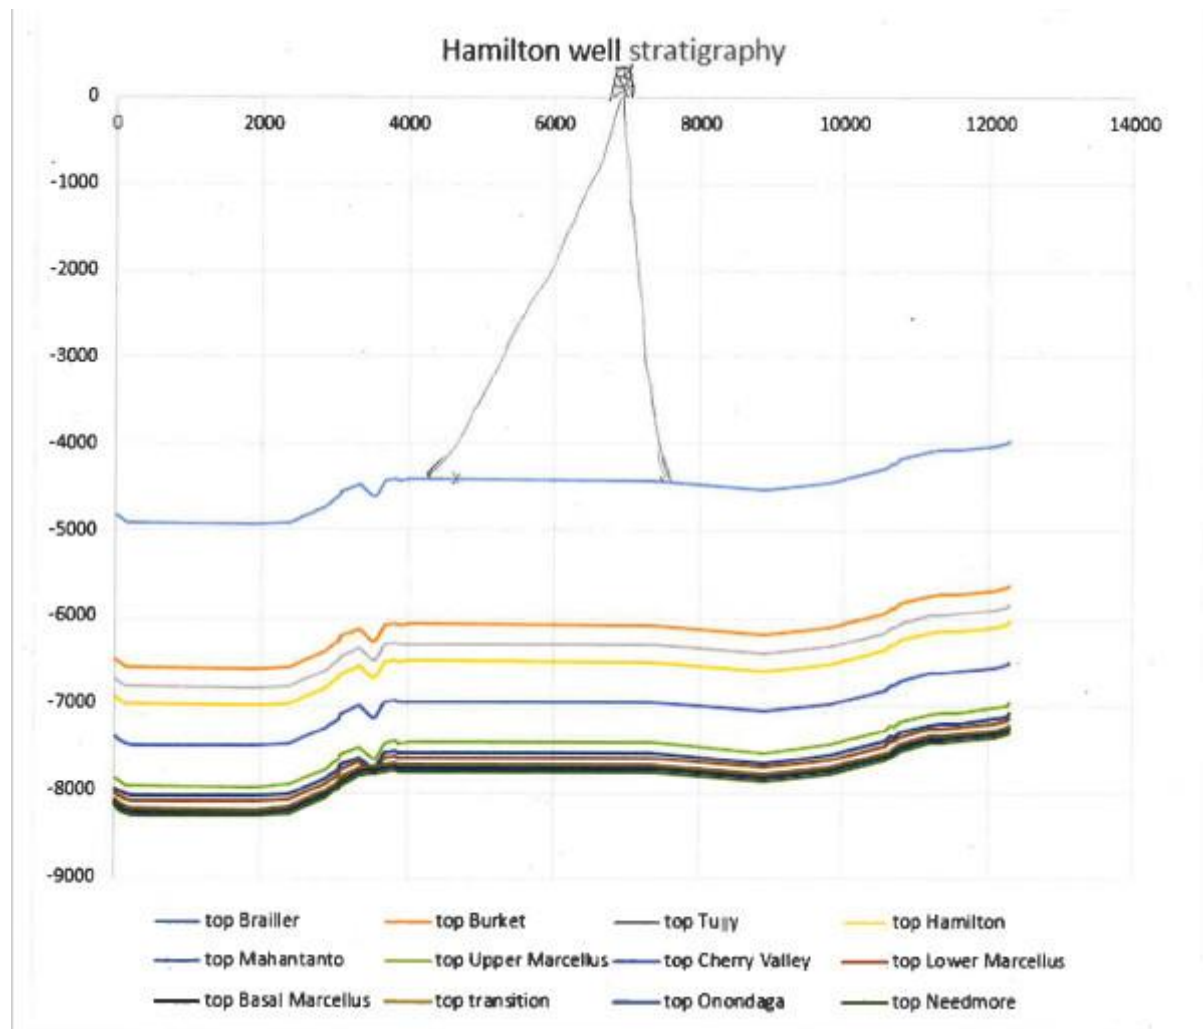 Hamilton well stratigraphy
0
0 2000 4000 6000 8000 10000 12000 14000
-1000
-2000
-3000
-4000
-5000
-6000
-7000
-8000
-9000
top Brailler top Burket top Tully top Hamilton
top Mahantanto top Upper Marcellus top Cherry Valley top Lower Marcellus
top Basal Marcellus top transition top Onondaga top Needmore